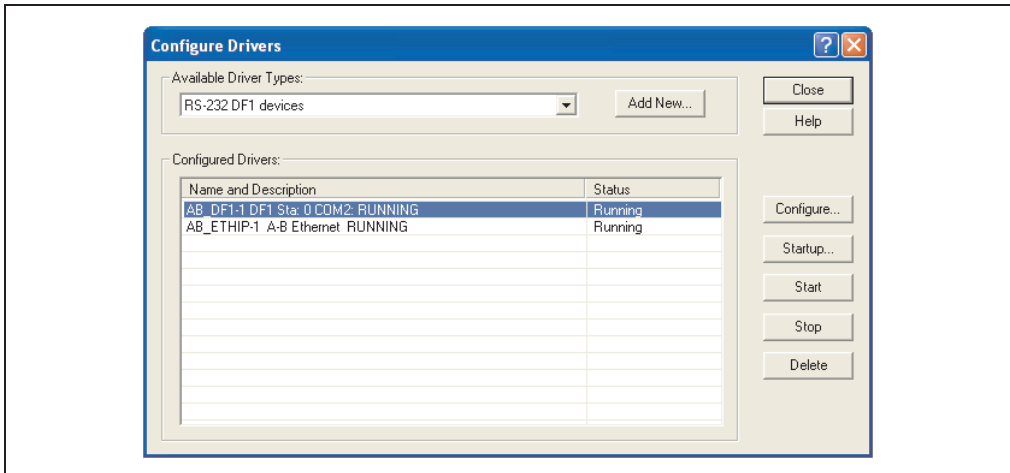 Configure Drivers
Available Driver Types:
RS-232 DF1 devices
Add New...
Close
Help
Configured Drivers:
Name and Description Status
AB_DF1-1 DF1 Sta: 0 COM2: RUNNING Running
AB_ETHIP-1 A-B Ethernet RUNNING Running
Configure...
Startup...
Start
Stop
Delete